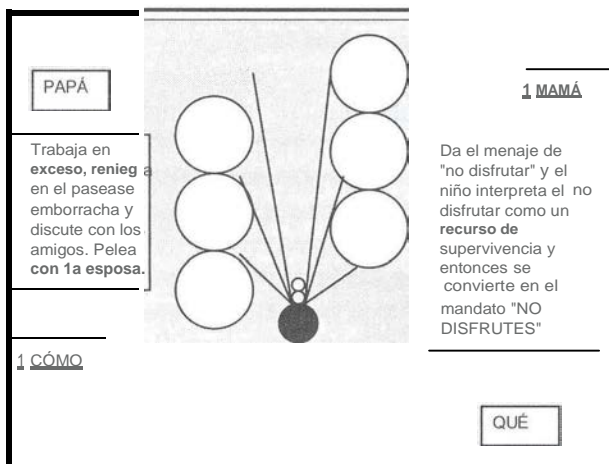 PAPÁ
1 MAMÁ
Trabaja en
exceso, renieg a
en el pasease
emborracha y
discute con los
amigos. Pelea
con 1a esposa.
Da el menaje de
"no disfrutar" y el
niño interpreta el no
disfrutar como un
recurso de
supervivencia y
entonces se
convierte en el
mandato "NO
DISFRUTES"
1 CÓMO
QUÉ